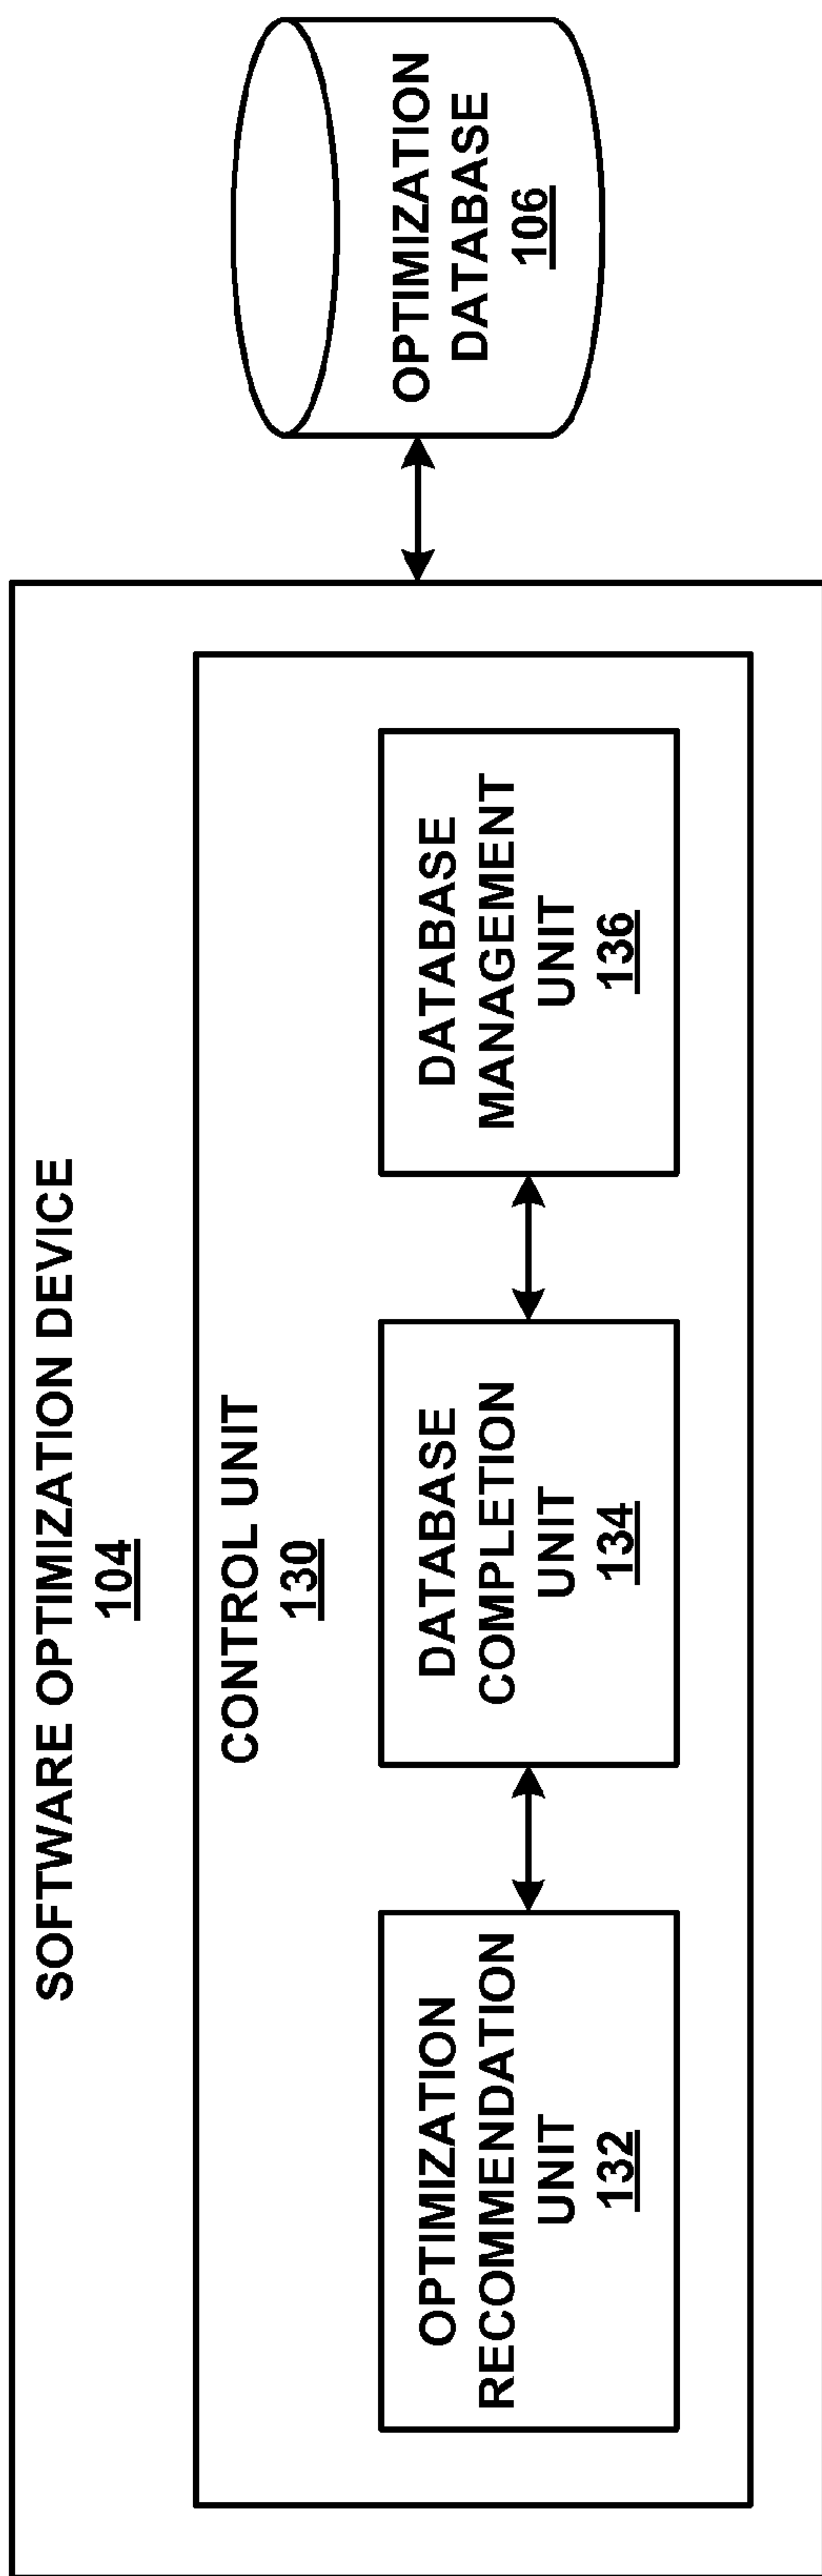 SOFTWARE OPTIMIZATION DEVICE
104
CONTROL UNIT
130
OPTIMIZATION
RECOMMENDATION
UNIT
132
DATABASE
COMPLETION
UNIT
134
DATABASE
MANAGEMENT
UNIT
136
OPTIMIZATION
DATABASE
106